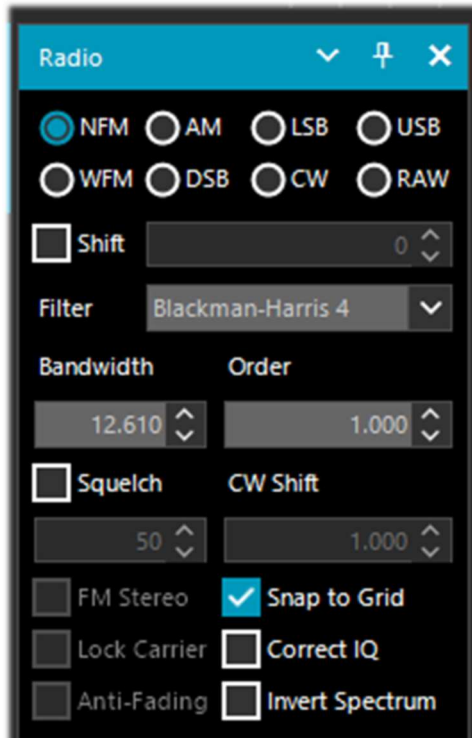 Radio
NFM AM LSB USB
WFM DSB CW RAW
Shift 0
Filter Blackman-Harris 4
Bandwidth Order
12.610 1.000
Squelch CW Shift
50 1.000
FM Stereo Snap to Grid
Lock Carrier Correct IQ
Anti-Fading Invert Spectrum